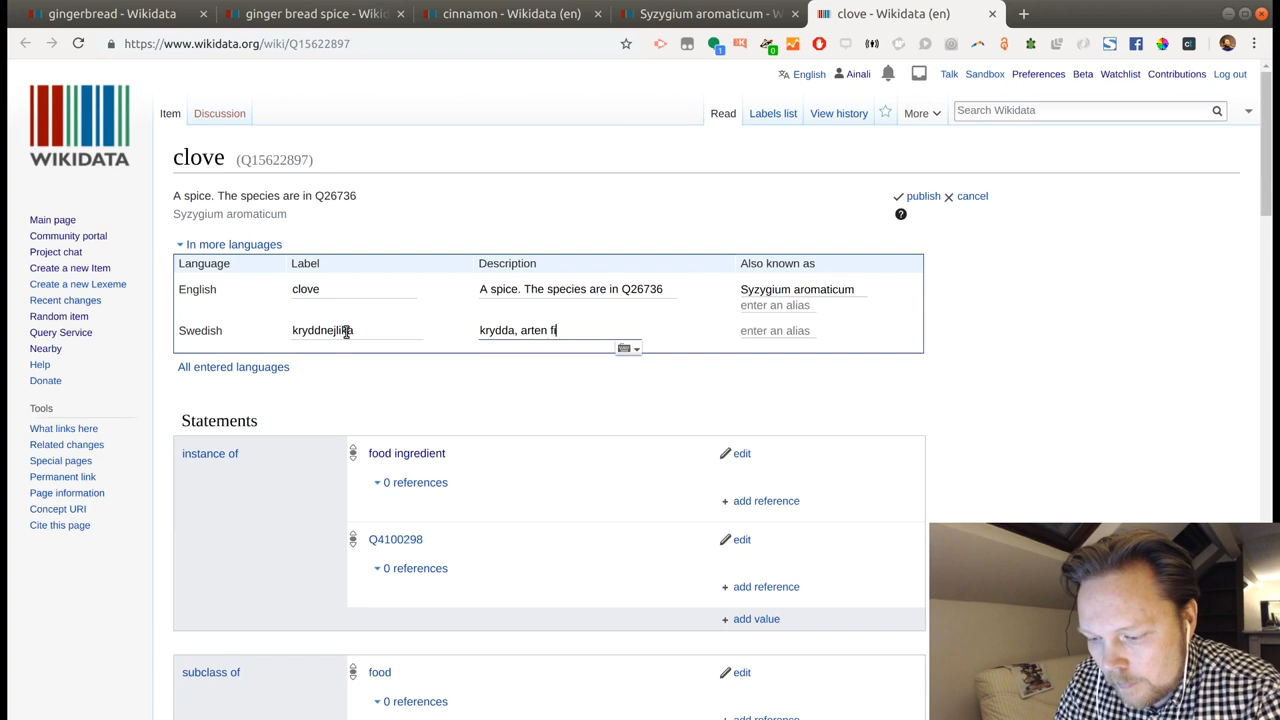 gingerbread - Wikidata
ginger bread spice - Wikid
cinnamon - Wikidata (en)
Syzygium aromaticum - W
clove - Wikidata (en)
https://www.wikidata.org/wiki/Q15622897
English
Ainali
Talk
Sandbox
Preferences
Beta
Watchlist
Contributions
Log out
WIKIDATA
Item
Discussion
Read
Labels list
View history
More
Search Wikidata
clove (Q15622897)
A spice. The species are in Q26736
publish
cancel
Syzygium aromaticum
In more languages
Language Label Description Also known as
English clove A spice. The species are in Q26736 Syzygium aromaticum
enter an alias
Swedish kryddnejlika krydda, arten fi enter an alias
All entered languages
Main page
Community portal
Project chat
Create a new Item
Create a new Lexeme
Recent changes
Random item
Query Service
Nearby
Help
Donate
Tools
What links here
Related changes
Special pages
Permanent link
Page information
Concept URI
Cite this page
Statements
instance of
food ingredient
edit
0 references
+ add reference
Q4100298
edit
0 references
+ add reference
+ add value
subclass of
food
edit
0 references